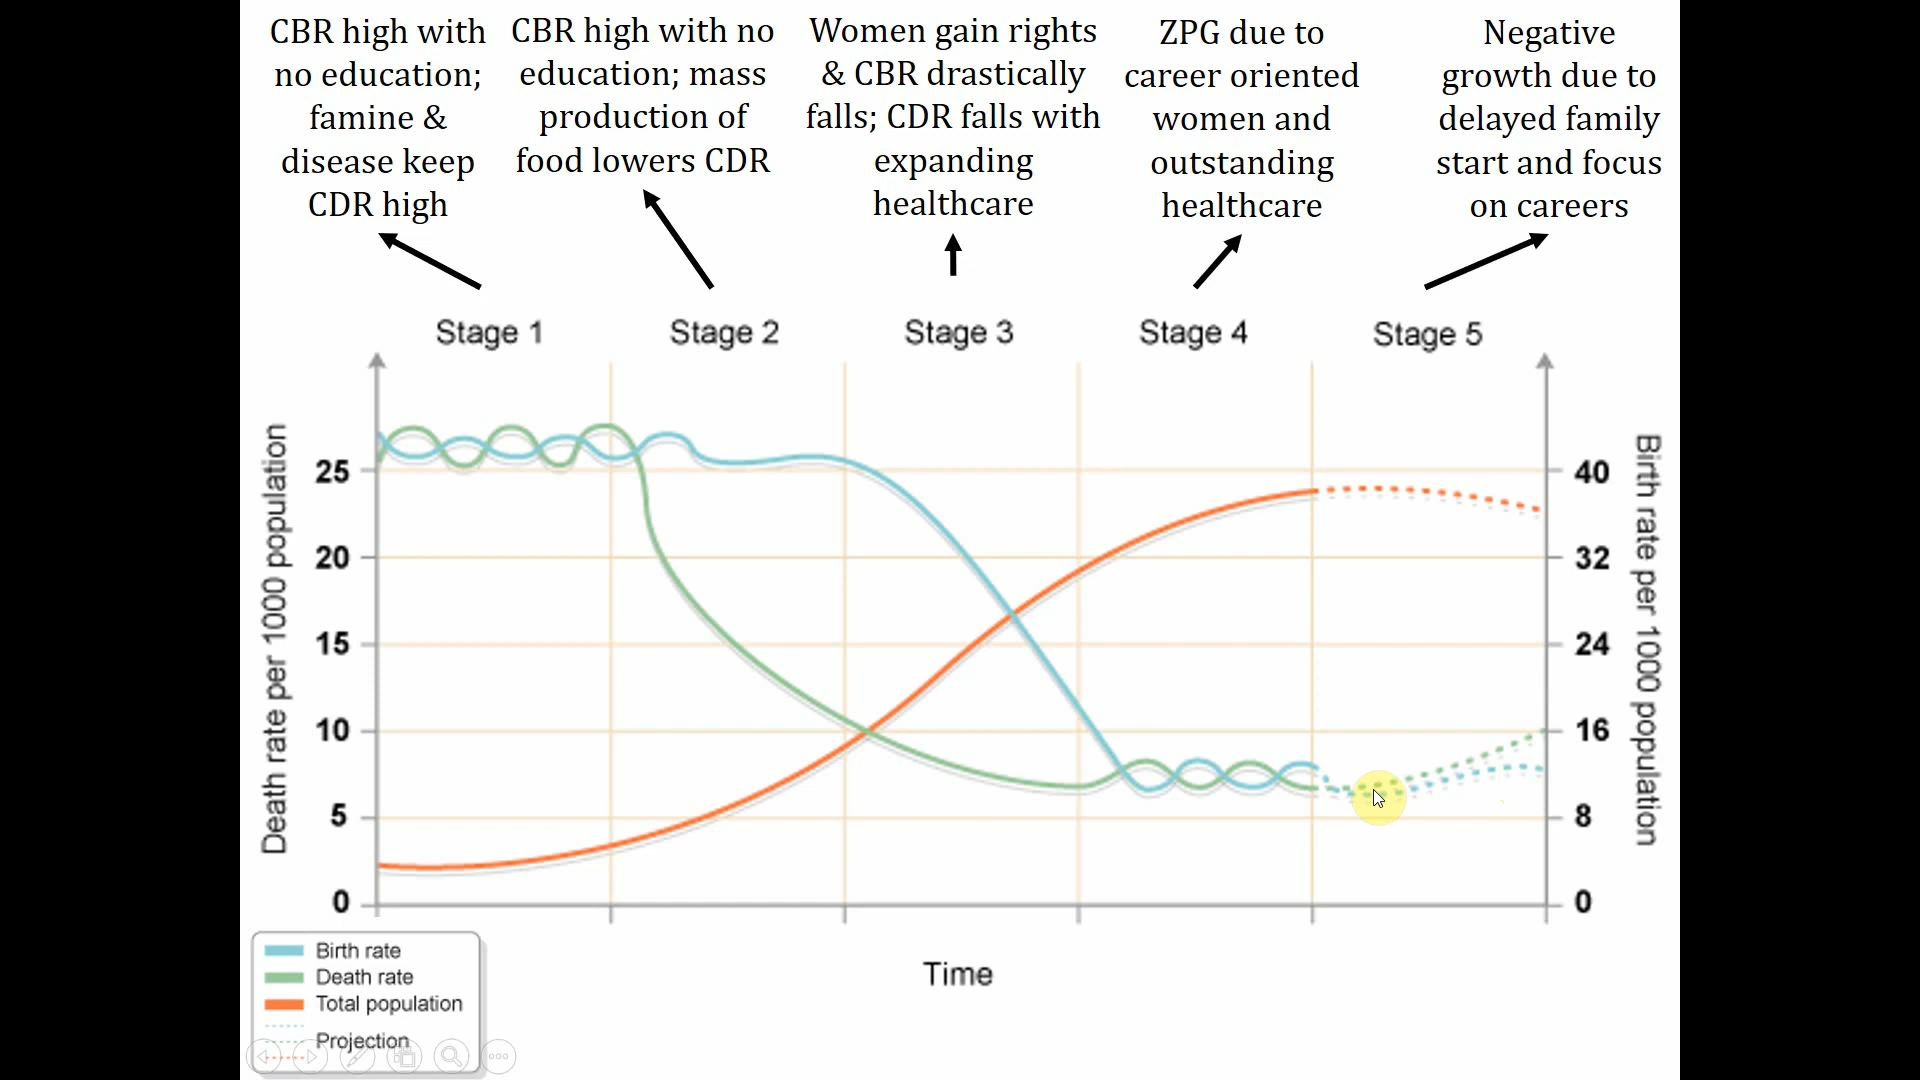 CBR high with
no education;
famine &
disease keep
CDR high
CBR high with no
education; mass
production of
food lowers CDR
Women gain rights
& CBR drastically
falls; CDR falls with
expanding
healthcare
ZPG due to
career oriented
women and
outstanding
healthcare
Negative
growth due to
delayed family
start and focus
on careers
Stage 1
Stage 2
Stage 3
Stage 4
Stage 5
Death rate per 1000 population
25
20
15
10
5
0
40
32
24
16
8
0
Birth rate per 1000 population
Time
Birth rate
Death rate
Total population
Projection